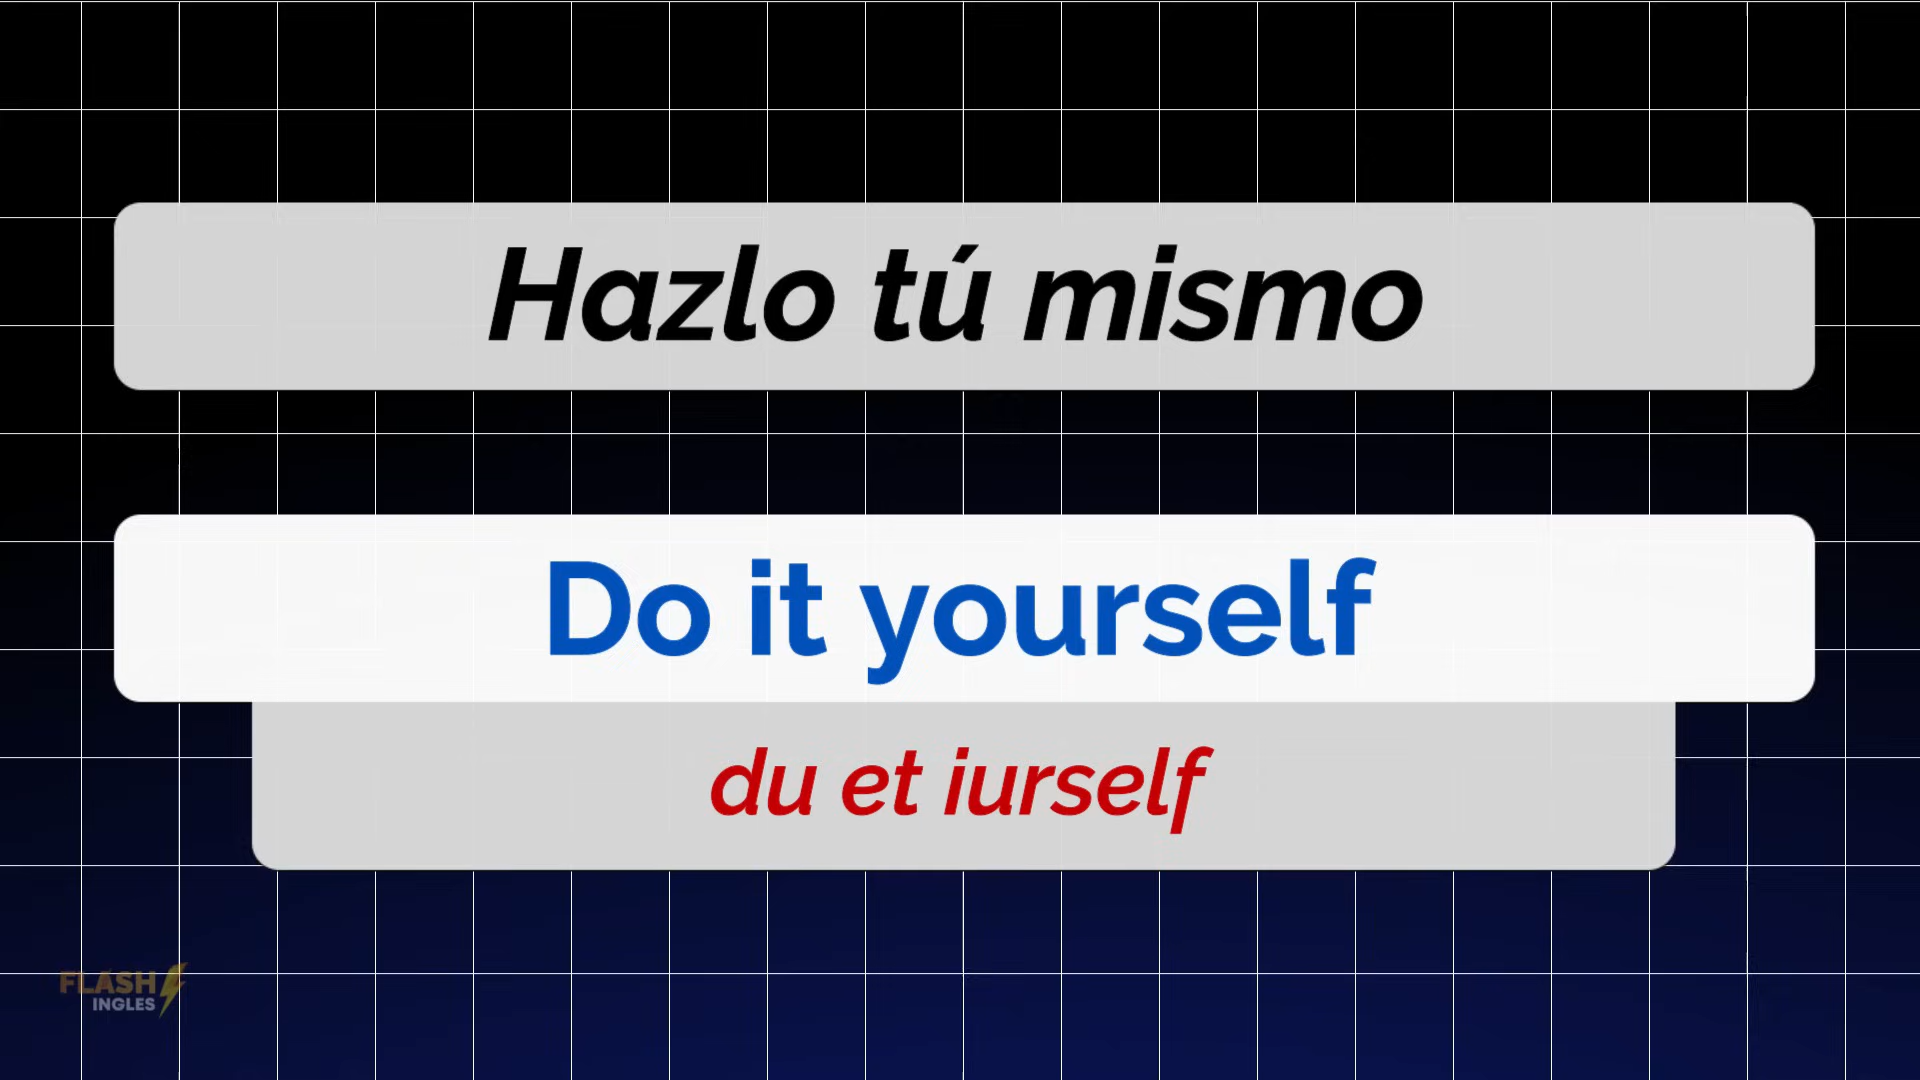 Hazlo tú mismo
Do it yourself
du et iurself
FLASH
INGLES